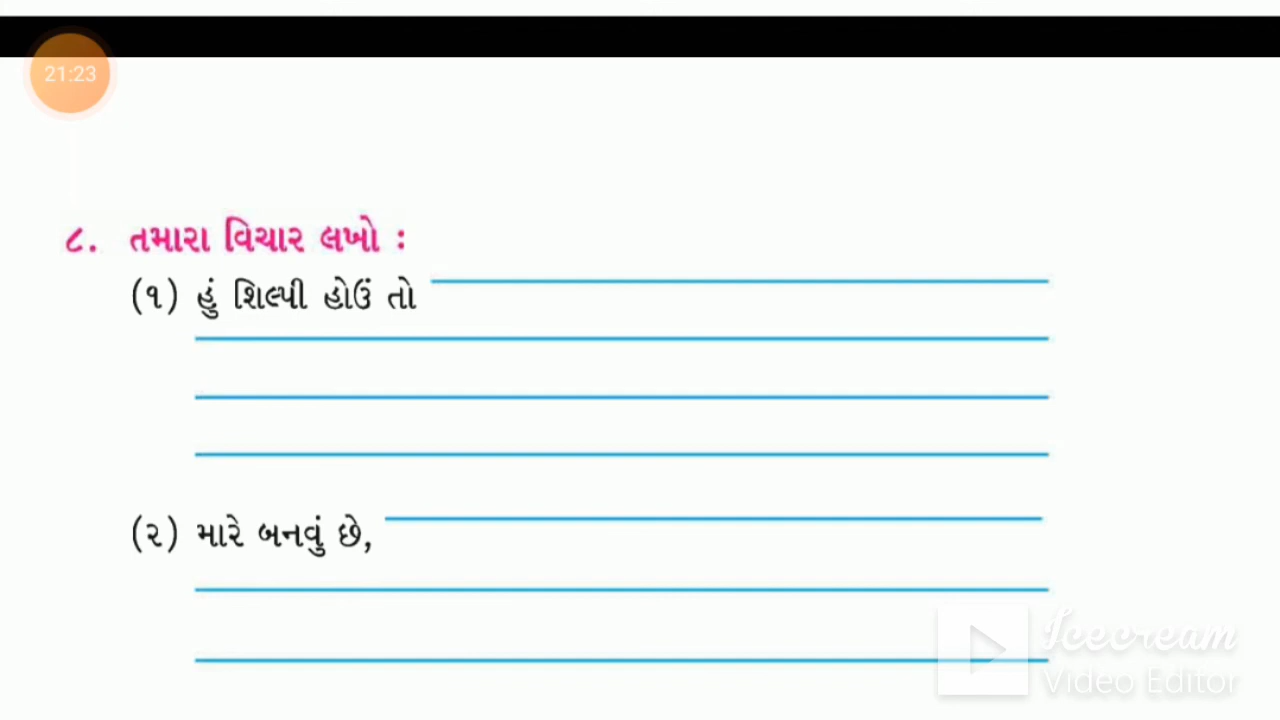 21:23
૮. તમારા વિચાર લખો :
(૧) હું શિલ્પી હોઉં તો
(૨) મારે બનવું છે,
Icecream
Video Editor